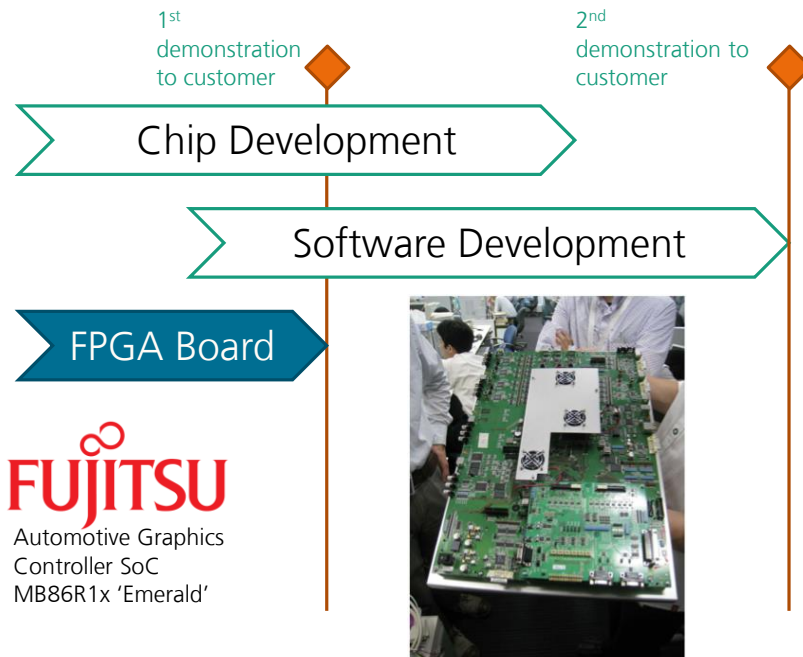 1st
demonstration
to customer
2nd
demonstration to
customer
Chip Development
Software Development
FPGA Board
FUJITSU
Automotive Graphics
Controller SoC
MB86R1x ‘Emerald’